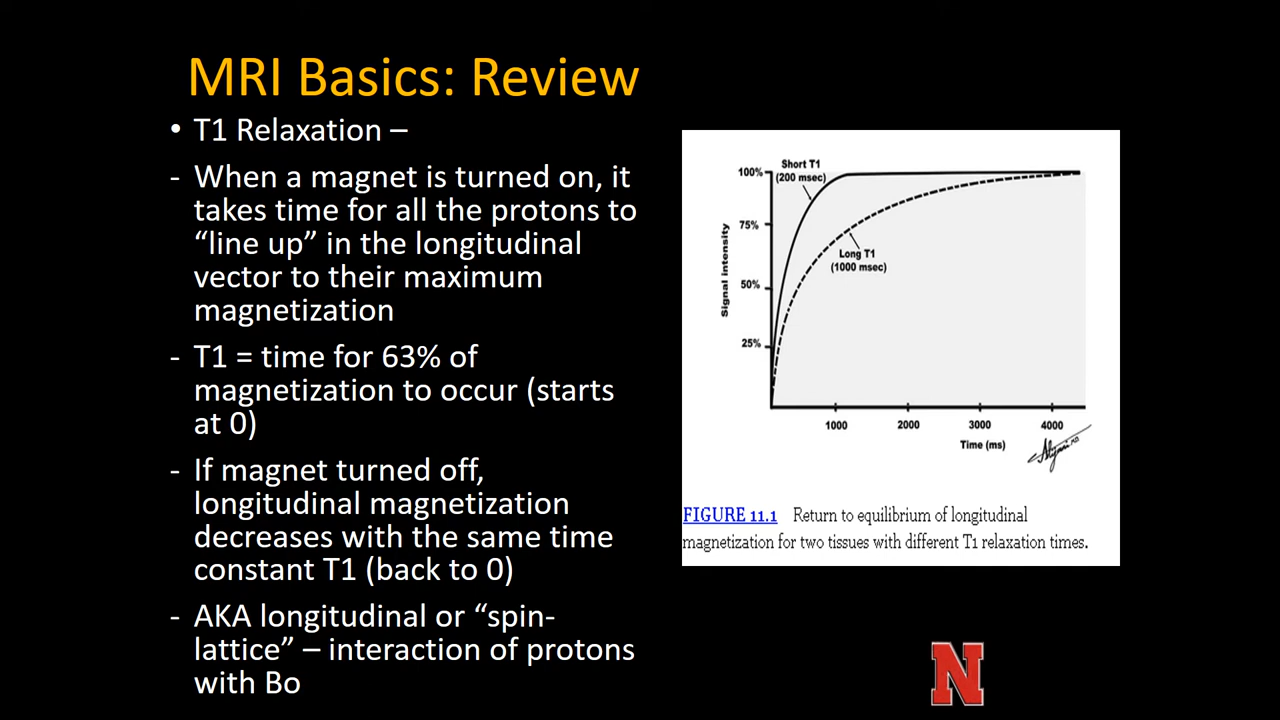 MRI Basics: Review
• T1 Relaxation –
- When a magnet is turned on, it
takes time for all the protons to
“line up” in the longitudinal
vector to their maximum
magnetization
- T1 = time for 63% of
magnetization to occur (starts
at 0)
- If magnet turned off,
longitudinal magnetization
decreases with the same time
constant T1 (back to 0)
- AKA longitudinal or “spin-
lattice” – interaction of protons
with Bo
Short T1
(200 msec)
100%
75%
50%
25%
Signal intensity
Long T1
(1000 msec)
1000 2000 3000 4000
Time (ms)
FIGURE 11.1 Return to equilibrium of longitudinal
magnetization for two tissues with different T1 relaxation times.
N